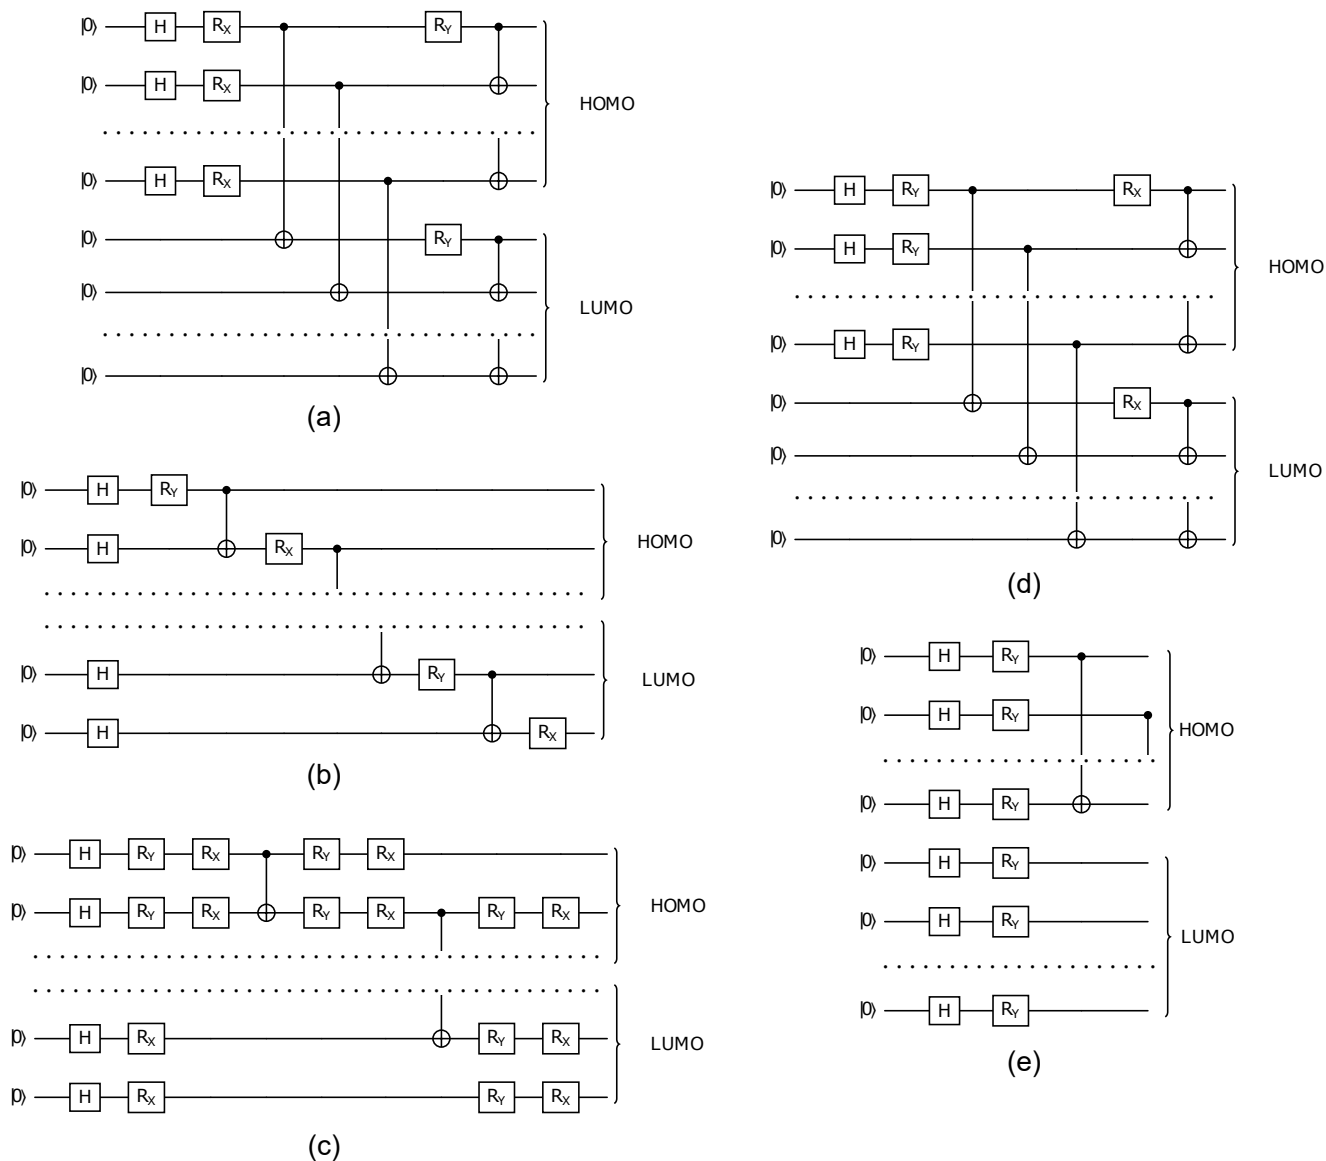 |0⟩ H R_X R_Y
|0⟩ H R_X
HOMO
|0⟩ H R_X
|0⟩ R_Y
|0⟩
LUMO
|0⟩
(a)
|0⟩ H R_Y
|0⟩ H R_X
HOMO
|0⟩ H R_Y
LUMO
|0⟩ H R_X
(b)
|0⟩ H R_Y R_X R_Y R_X
|0⟩ H R_Y R_X R_Y R_X R_Y R_X
HOMO
|0⟩ H R_X R_Y R_X
LUMO
|0⟩ H R_X R_Y R_X
(c)
|0⟩ H R_Y R_X
|0⟩ H R_Y
HOMO
|0⟩ H R_Y
|0⟩ R_X
|0⟩
LUMO
|0⟩
(d)
|0⟩ H R_Y
|0⟩ H R_Y
HOMO
|0⟩ H R_Y
|0⟩ H R_Y
|0⟩ H R_Y
LUMO
|0⟩ H R_Y
(e)